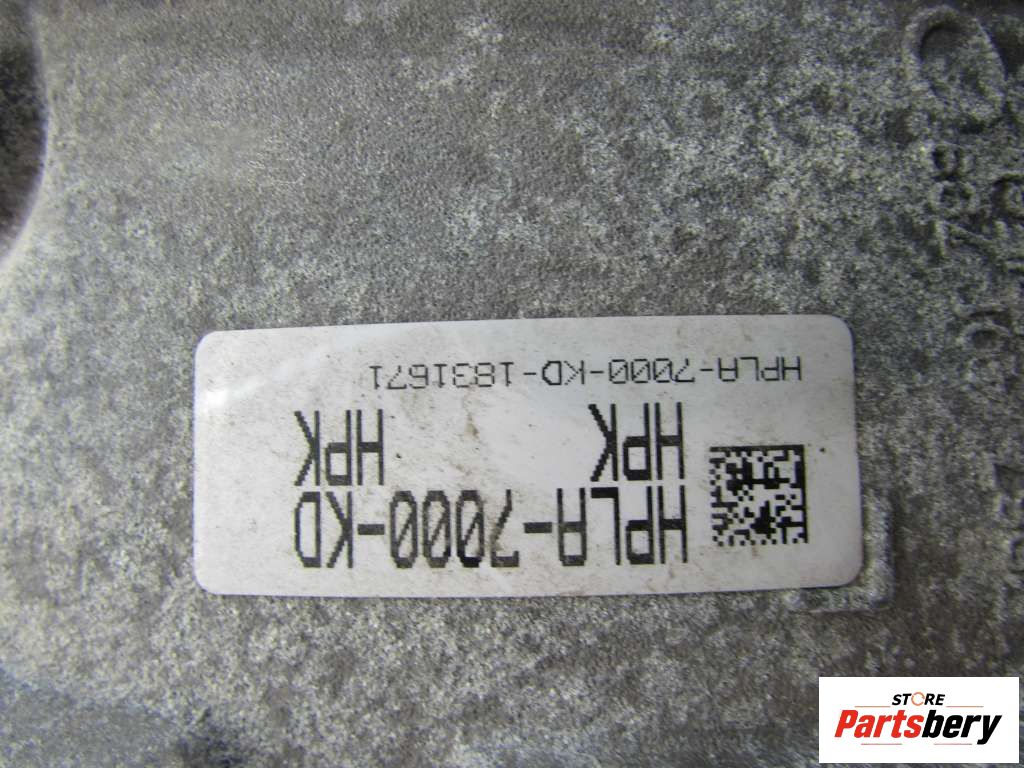 HPLA-7000-KD
HPK HPK
HPLA-7000-KD-1831671
STORE
Partsbery